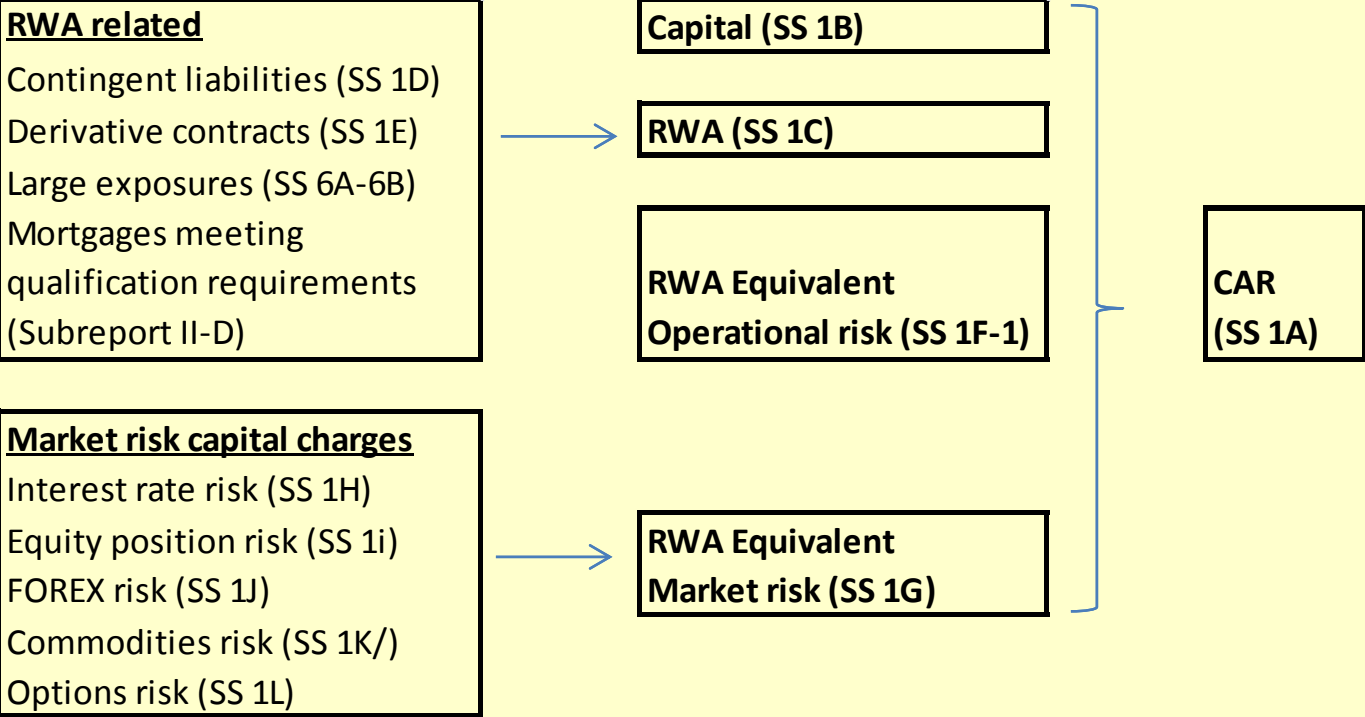 RWA related
Contingent liabilities (SS 1D)
Derivative contracts (SS 1E)
Large exposures (SS 6A-6B)
Mortgages meeting
qualification requirements
(Subreport II-D)
Market risk capital charges
Interest rate risk (SS 1H)
Equity position risk (SS 1i)
FOREX risk (SS 1J)
Commodities risk (SS 1K/)
Options risk (SS 1L)
Capital (SS 1B)
RWA (SS 1C)
RWA Equivalent
Operational risk (SS 1F-1)
RWA Equivalent
Market risk (SS 1G)
CAR
(SS 1A)